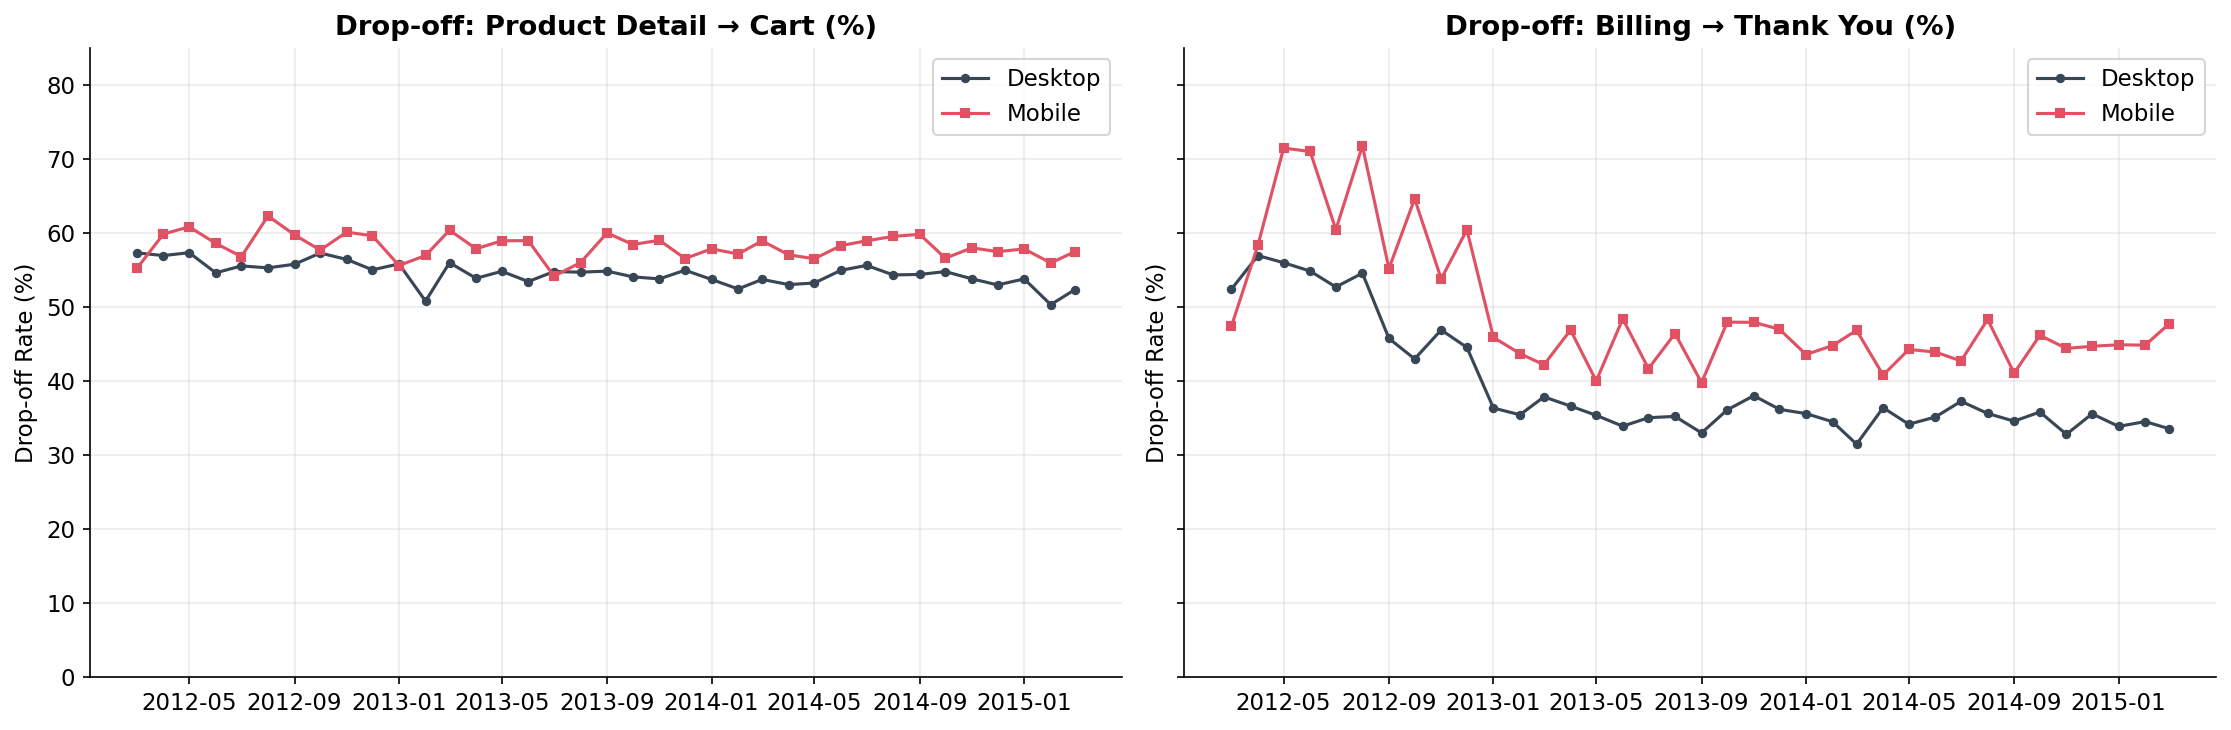 Drop-off: Product Detail → Cart (%)
Desktop
Mobile
Drop-off Rate (%)
80
70
60
50
40
30
20
10
0
2012-05 2012-09 2013-01 2013-05 2013-09 2014-01 2014-05 2014-09 2015-01
Drop-off: Billing → Thank You (%)
Desktop
Mobile
Drop-off Rate (%)
2012-05 2012-09 2013-01 2013-05 2013-09 2014-01 2014-05 2014-09 2015-01